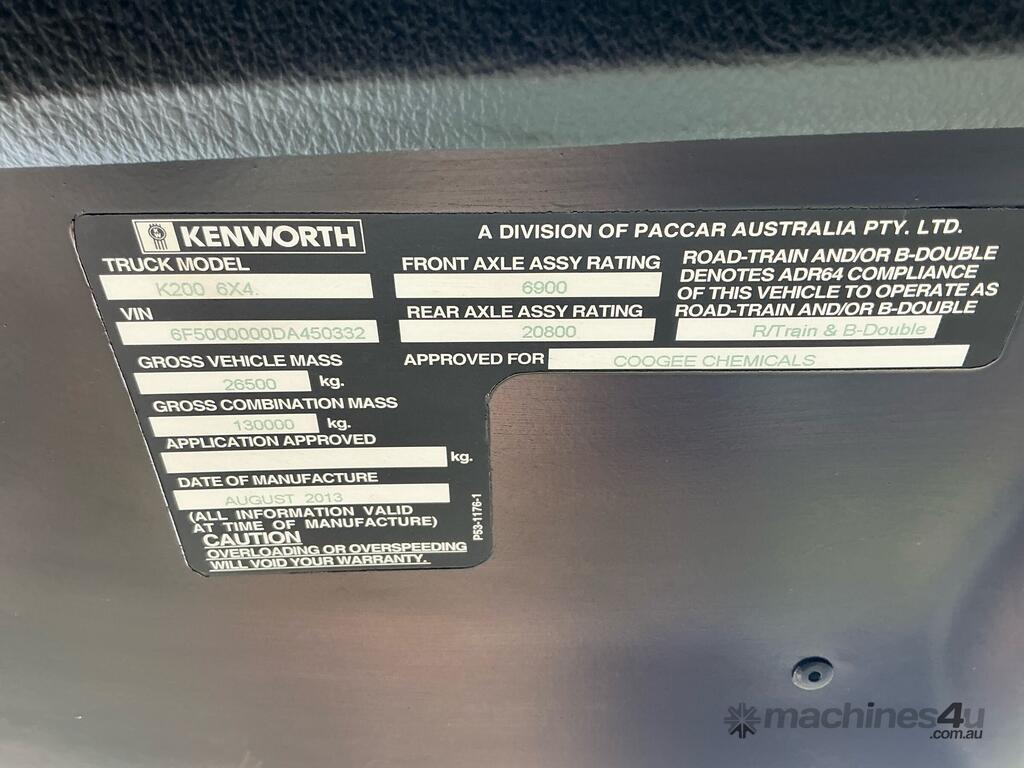 KENWORTH
A DIVISION OF PACCAR AUSTRALIA PTY. LTD.
TRUCK MODEL
K200 6X4.
VIN
6F5000000DA450332
GROSS VEHICLE MASS
26500 kg.
GROSS COMBINATION MASS
130000 kg.
APPLICATION APPROVED
kg.
DATE OF MANUFACTURE
AUGUST 2013
(ALL INFORMATION VALID
AT TIME OF MANUFACTURE)
CAUTION
OVERLOADING OR OVERSPEEDING
WILL VOID YOUR WARRANTY.
P53-1176-1
FRONT AXLE ASSY RATING
6900
REAR AXLE ASSY RATING
20800
APPROVED FOR COOGEE CHEMICALS
ROAD-TRAIN AND/OR B-DOUBLE
DENOTES ADR64 COMPLIANCE
OF THIS VEHICLE TO OPERATE AS
ROAD-TRAIN AND/OR B-DOUBLE
R/Train & B-Double
machines4u
.com.au